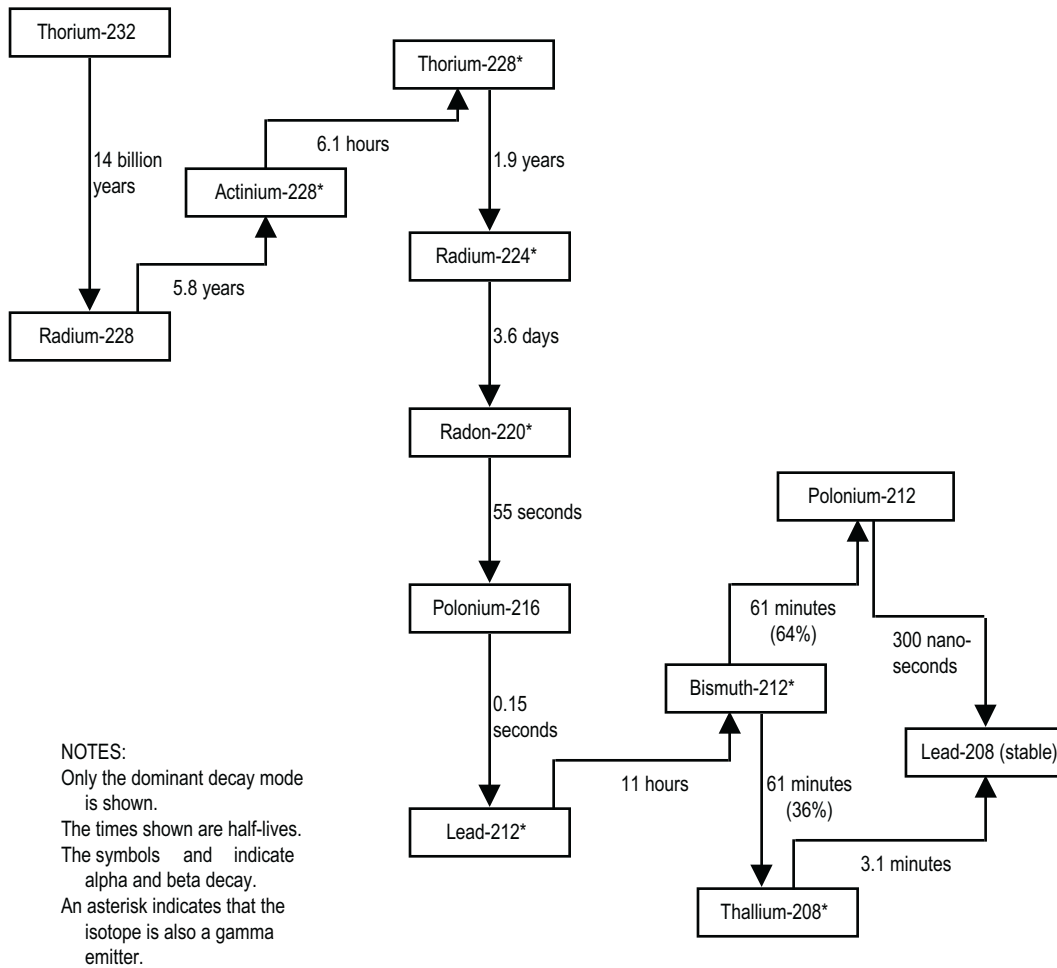 Thorium-232
14 billion
years
Radium-228
5.8 years
Actinium-228*
6.1 hours
Thorium-228*
1.9 years
Radium-224*
3.6 days
Radon-220*
55 seconds
Polonium-216
0.15
seconds
Lead-212*
11 hours
Bismuth-212*
61 minutes
(64%)
Polonium-212
300 nano-
seconds
61 minutes
(36%)
Thallium-208*
3.1 minutes
Lead-208 (stable)
NOTES:
Only the dominant decay mode
is shown.
The times shown are half-lives.
The symbols and indicate
alpha and beta decay.
An asterisk indicates that the
isotope is also a gamma
emitter.